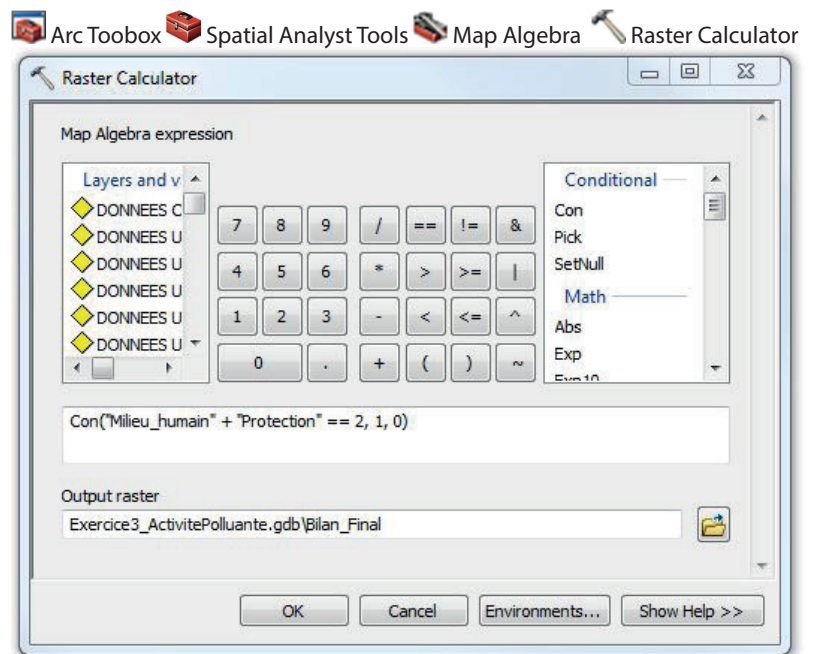 Arc Toobox Spatial Analyst Tools Map Algebra Raster Calculator
Raster Calculator
Map Algebra expression
Layers and v
DONNEES C
DONNEES U
DONNEES U
DONNEES U
DONNEES U
DONNEES U
7 8 9 / == != &
4 5 6 * > >= |
1 2 3 - < <= ^
0 . + ( ) ~
Conditional
Con
Pick
SetNull
Math
Abs
Exp
Exp10
Con("Milieu_humain" + "Protection" == 2, 1, 0)
Output raster
Exercice3_ActivitePolluante.gdb\Bilan_Final
OK Cancel Environments... Show Help >>